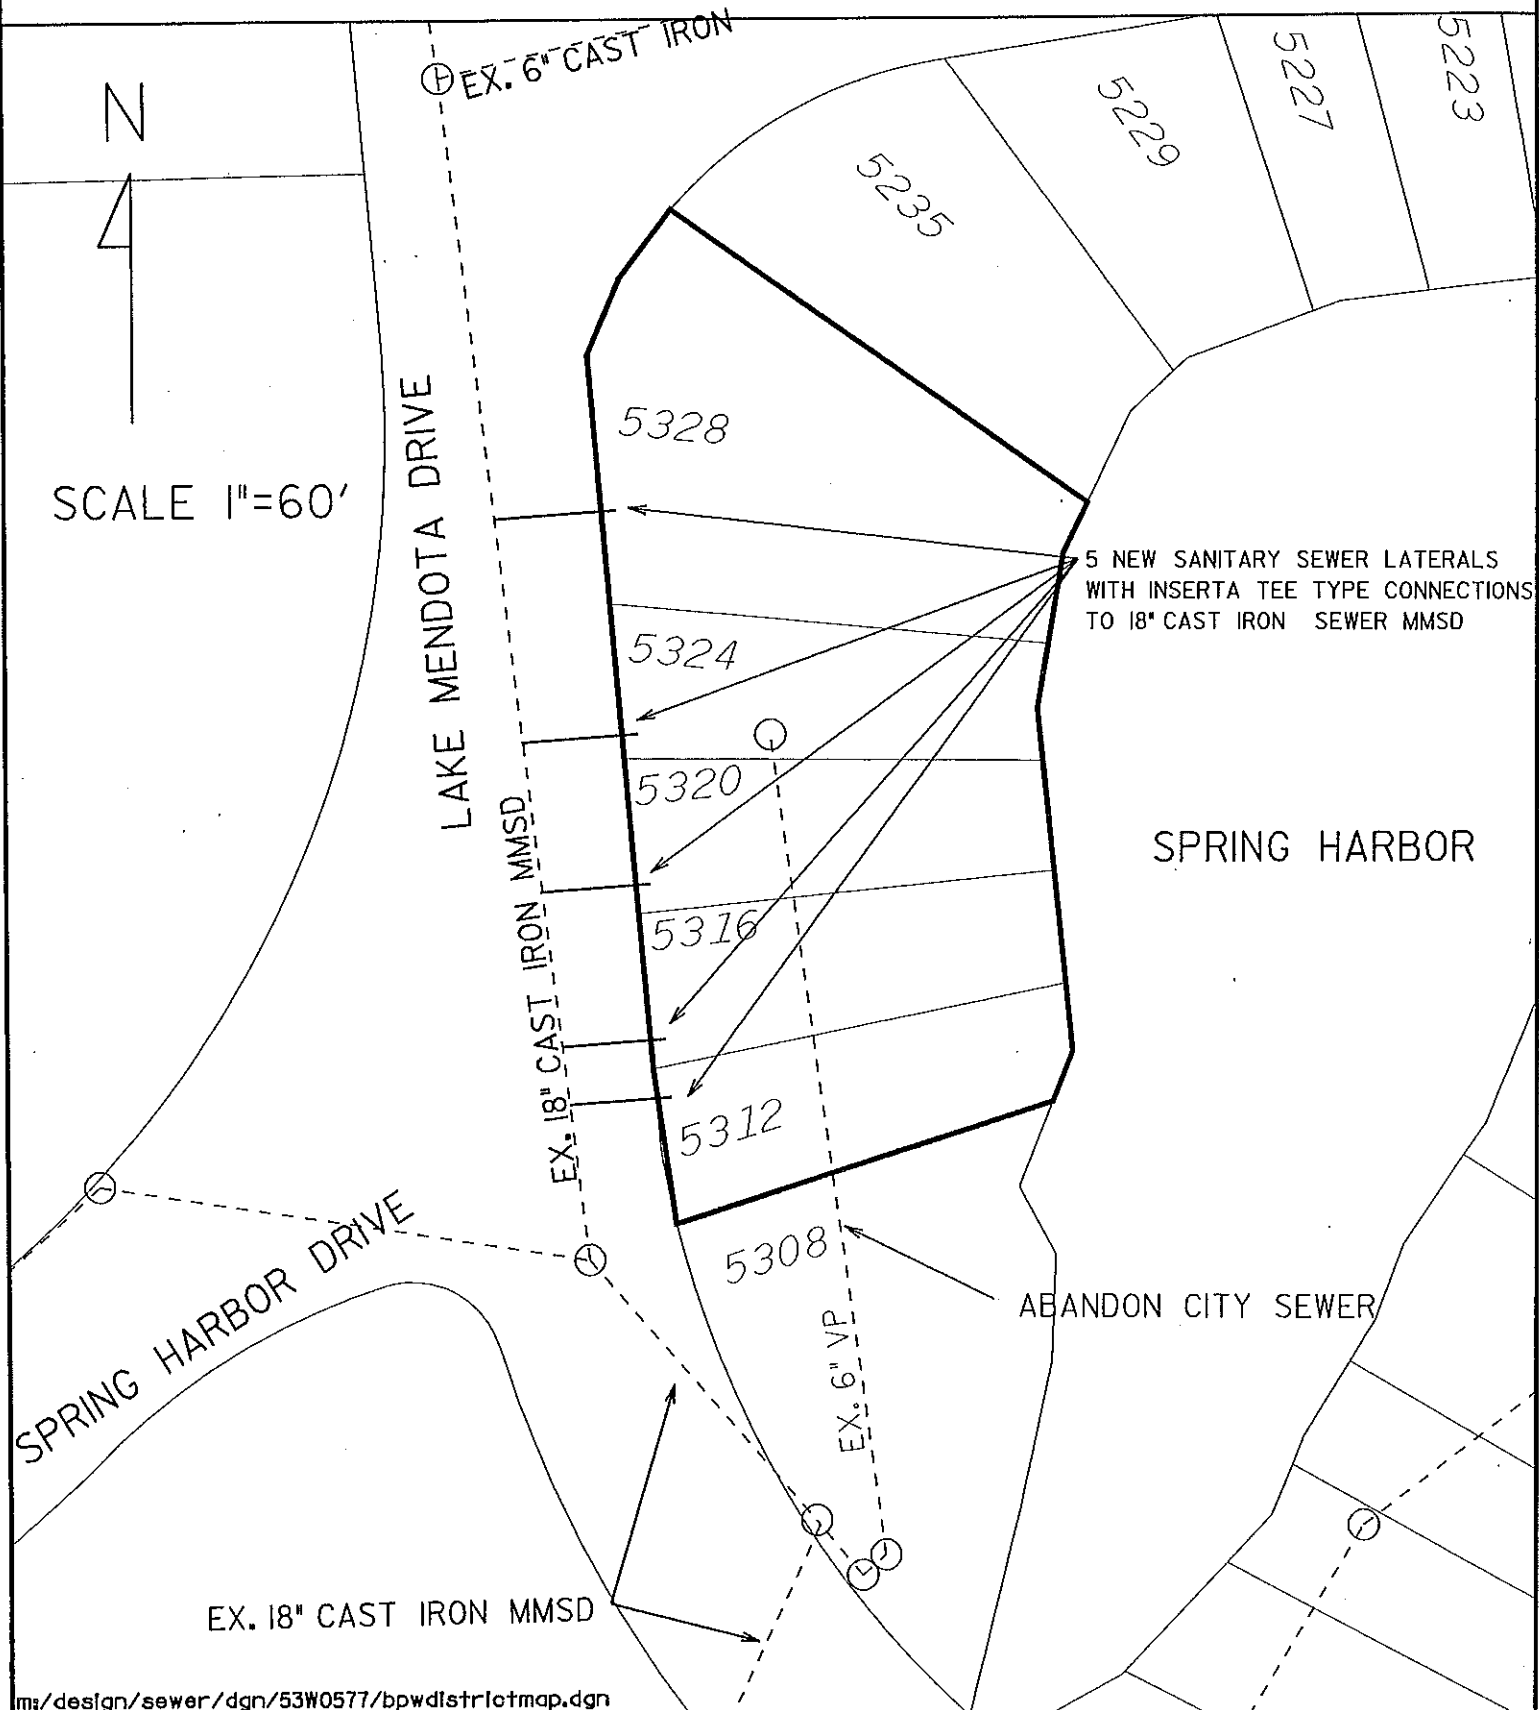 EX. 6" CAST IRON
N
5235
5229
5227
5223
SCALE 1"=60'
LAKE MENDOTA DRIVE
5328
5 NEW SANITARY SEWER LATERALS
WITH INSERTA TEE TYPE CONNECTIONS
TO 18" CAST IRON SEWER MMSD
5324
5320
SPRING HARBOR
EX. 18" CAST IRON MMSD
5316
5312
5308
SPRING HARBOR DRIVE
ABANDON CITY SEWER
EX. 6" VP
EX. 18" CAST IRON MMSD
m:/design/sewer/dgn/53W0577/bpwdistrictmap.dgn